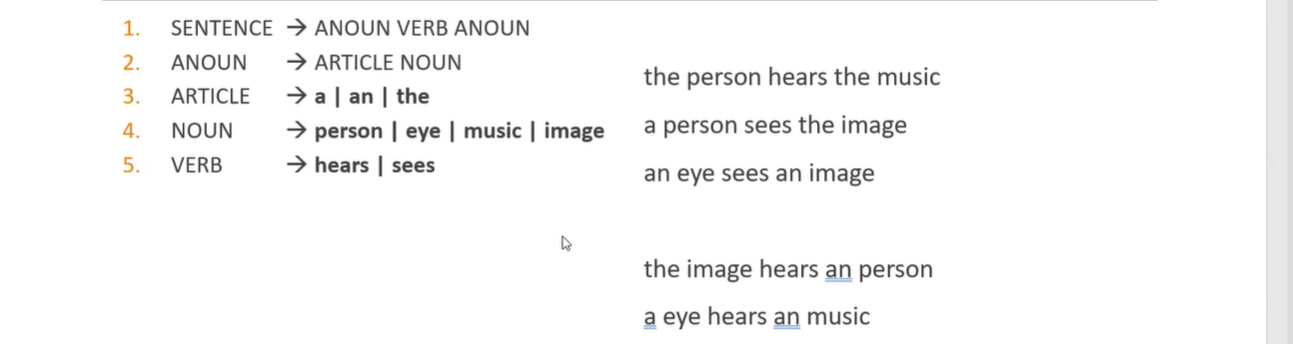 1. SENTENCE → ANOUN VERB ANOUN
2. ANOUN → ARTICLE NOUN
3. ARTICLE → a | an | the
4. NOUN → person | eye | music | image
5. VERB → hears | sees
the person hears the music
a person sees the image
an eye sees an image
the image hears an person
a eye hears an music